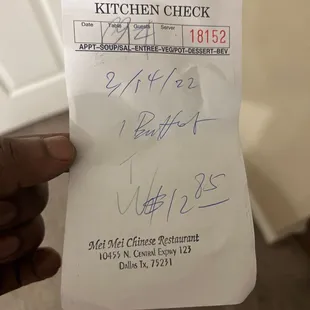 KITCHEN CHECK
Date Table Guests Server
18152
APPT-SOUP/SAL-ENTREE-VEG/POT-DESSERT-BEV
3/14/22
1 Buffet
$12.85
Mei Mei Chinese Restaurant
10455 N. Central Expwy 123
Dallas Tx, 75231